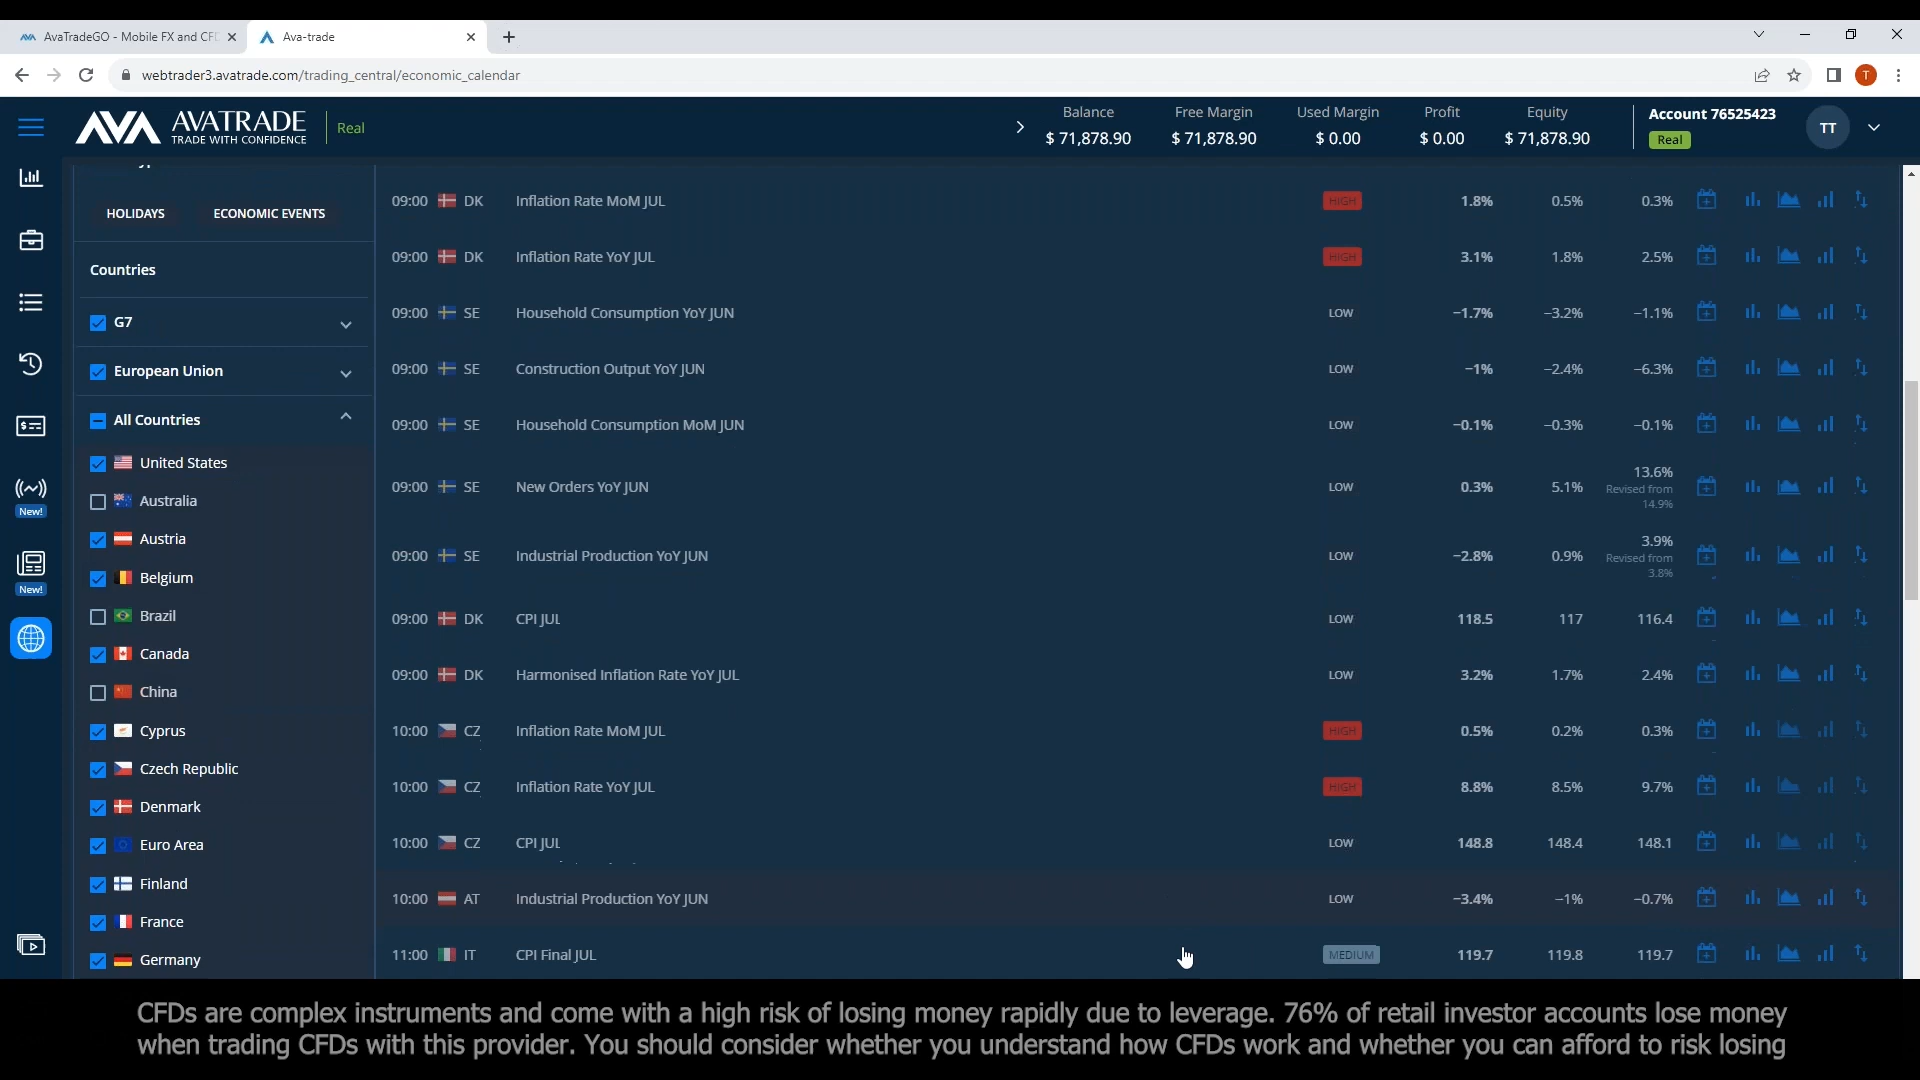 AvaTradeGO - Mobile FX and CFD
Ava-trade
webtrader3.avatrade.com/trading_central/economic_calendar
T
AVA AVATRADE
TRADE WITH CONFIDENCE
Real
Balance
$ 71,878.90
Free Margin
$ 71,878.90
Used Margin
$ 0.00
Profit
$ 0.00
Equity
$ 71,878.90
Account 76525423
Real
TT
New!
New!
HOLIDAYS
ECONOMIC EVENTS
Countries
G7
European Union
All Countries
United States
Australia
Austria
Belgium
Brazil
Canada
China
Cyprus
Czech Republic
Denmark
Euro Area
Finland
France
Germany
09:00 DK Inflation Rate MoM JUL HIGH 1.8% 0.5% 0.3%
09:00 DK Inflation Rate YoY JUL HIGH 3.1% 1.8% 2.5%
09:00 SE Household Consumption YoY JUN LOW −1.7% −3.2% −1.1%
09:00 SE Construction Output YoY JUN LOW −1% −2.4% −6.3%
09:00 SE Household Consumption MoM JUN LOW −0.1% −0.3% −0.1%
09:00 SE New Orders YoY JUN LOW 0.3% 5.1% 13.6%
Revised from
14.9%
09:00 SE Industrial Production YoY JUN LOW −2.8% 0.9% 3.9%
Revised from
3.8%
09:00 DK CPI JUL LOW 118.5 117 116.4
09:00 DK Harmonised Inflation Rate YoY JUL LOW 3.2% 1.7% 2.4%
10:00 CZ Inflation Rate MoM JUL HIGH 0.5% 0.2% 0.3%
10:00 CZ Inflation Rate YoY JUL HIGH 8.8% 8.5% 9.7%
10:00 CZ CPI JUL LOW 148.8 148.4 148.1
10:00 AT Industrial Production YoY JUN LOW −3.4% −1% −0.7%
11:00 IT CPI Final JUL MEDIUM 119.7 119.8 119.7
CFDs are complex instruments and come with a high risk of losing money rapidly due to leverage. 76% of retail investor accounts lose money
when trading CFDs with this provider. You should consider whether you understand how CFDs work and whether you can afford to risk losing